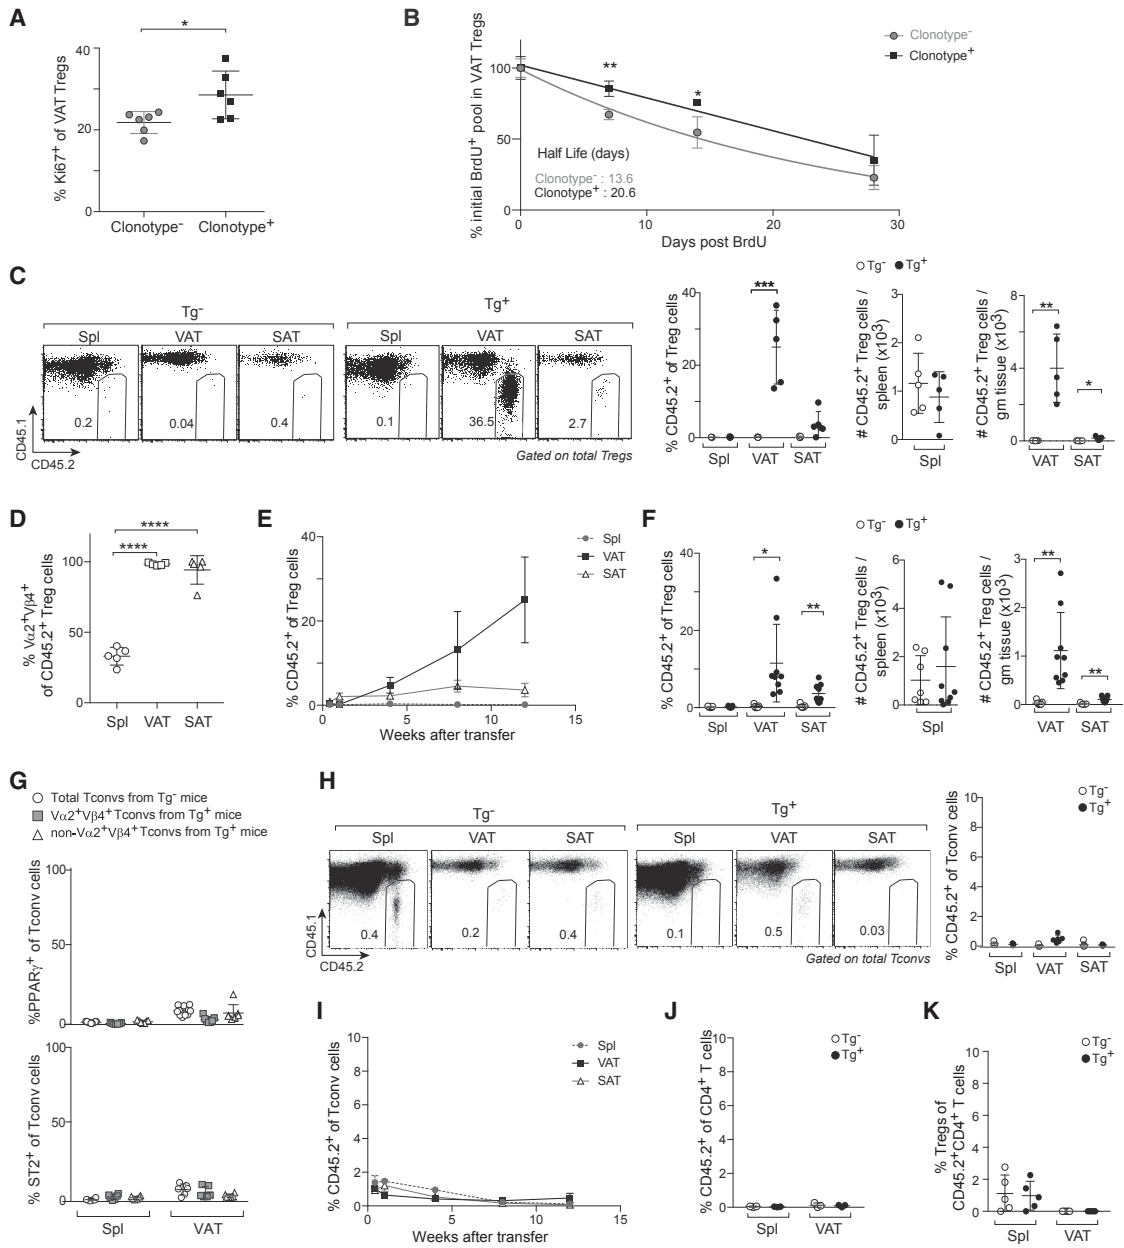 A
*
% Ki67+ of VAT Tregs
40
20
0
Clonotype-
Clonotype+
B
% initial BrdU+ pool in VAT Tregs
100
50
0
**
*
Half Life (days)
Clonotype- : 13.6
Clonotype+ : 20.6
0
10
20
30
Days post BrdU
Clonotype-
Clonotype+
C
Tg-
Tg+
Spl
VAT
SAT
Spl
VAT
SAT
0.2
0.04
0.4
0.1
36.5
2.7
CD45.1
CD45.2
Gated on total Tregs
% CD45.2+ of Treg cells
40
20
0
***
Spl
VAT
SAT
Tg-
Tg+
# CD45.2+ Treg cells /
spleen (x10³)
3
2
1
0
Spl
# CD45.2+ Treg cells /
gm tissue (x10³)
8
4
0
**
*
VAT
SAT
D
% Vα2+Vβ4+
of CD45.2+ Treg cells
100
50
0
****
****
Spl
VAT
SAT
E
% CD45.2+ of Treg cells
40
20
0
Spl
VAT
SAT
0
5
10
15
Weeks after transfer
F
% CD45.2+ of Treg cells
40
20
0
*
**
Spl
VAT
SAT
Tg-
Tg+
# CD45.2+ Treg cells /
spleen (x10³)
6
4
2
0
Spl
# CD45.2+ Treg cells /
gm tissue (x10³)
3
2
1
0
**
**
VAT
SAT
G
Total Tconvs from Tg- mice
Vα2+Vβ4+ Tconvs from Tg+ mice
non-Vα2+Vβ4+ Tconvs from Tg+ mice
%PPARγ+ of Tconv cells
100
50
0
% ST2+ of Tconv cells
100
50
0
Spl
VAT
H
Tg-
Tg+
Spl
VAT
SAT
Spl
VAT
SAT
0.4
0.2
0.4
0.1
0.5
0.03
CD45.1
CD45.2
Gated on total Tconvs
% CD45.2+ of Tconv cells
10
8
6
4
2
0
Tg-
Tg+
Spl
VAT
SAT
I
% CD45.2+ of Tconv cells
10
8
6
4
2
0
Spl
VAT
SAT
0
5
10
15
Weeks after transfer
J
% CD45.2+ of CD4+ T cells
10
8
6
4
2
0
Tg-
Tg+
Spl
VAT
K
% Tregs of
CD45.2+CD4+ T cells
10
8
6
4
2
0
Tg-
Tg+
Spl
VAT